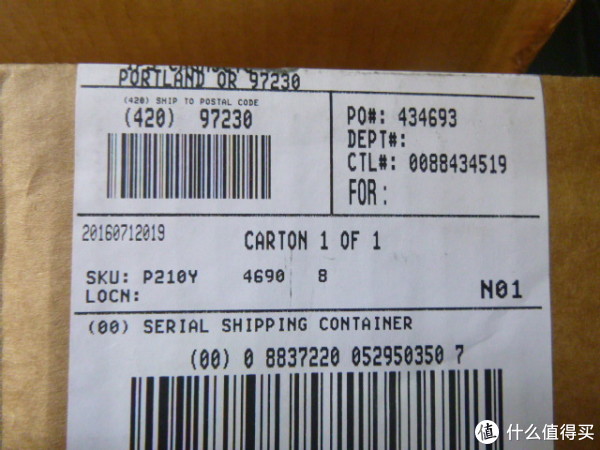 PORTLAND OR 97230
(420) SHIP TO POSTAL CODE
(420) 97230
PO#: 434693
DEPT#:
CTL#: 0088434519
FOR:
20160712019
CARTON 1 OF 1
SKU: P210Y 4690 8
LOCN:
N01
(00) SERIAL SHIPPING CONTAINER
(00) 0 8837220 052950350 7
值 什么值得买